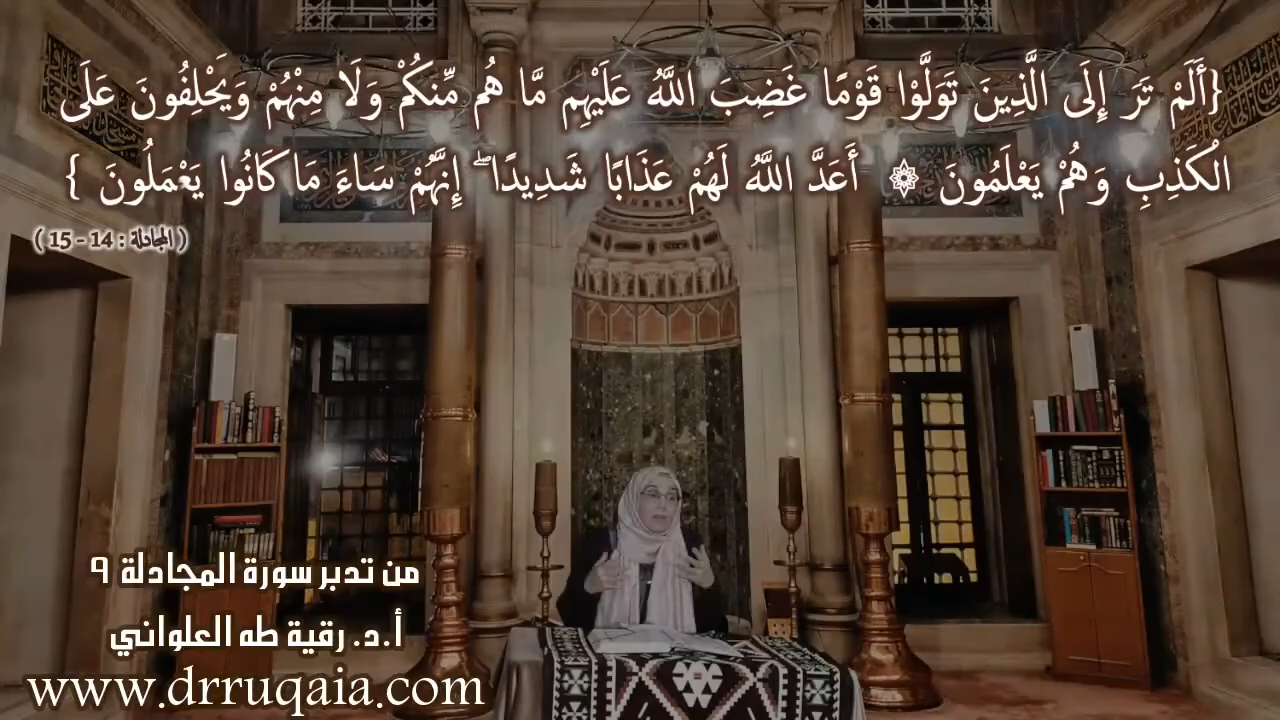 {أَلَمْ تَرَ إِلَى الَّذِينَ تَوَلَّوْا قَوْمًا غَضِبَ اللَّهُ عَلَيْهِم مَّا هُم مِّنكُمْ وَلَا مِنْهُمْ وَيَحْلِفُونَ عَلَى
الْكَذِبِ وَهُمْ يَعْلَمُونَ ۞ أَعَدَّ اللَّهُ لَهُمْ عَذَابًا شَدِيدًا ۖ إِنَّهُمْ سَاءَ مَا كَانُوا يَعْمَلُونَ }
( المجادلة : 14 - 15 )
من تدبر سورة المجادلة ٩
أ.د. رقية طه العلواني
www.drruqaia.com